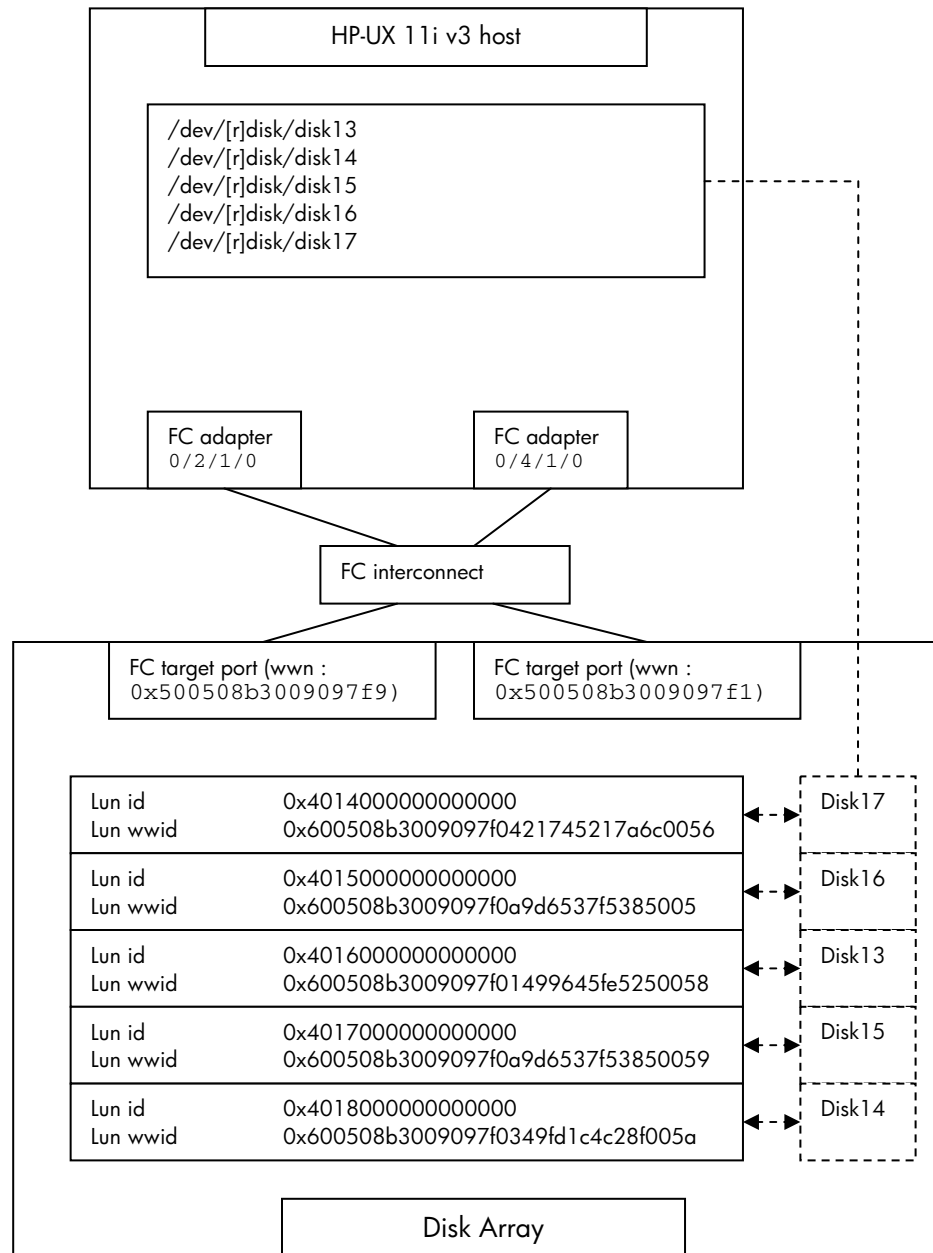 HP-UX 11i v3 host
/dev/[r]disk/disk13
/dev/[r]disk/disk14
/dev/[r]disk/disk15
/dev/[r]disk/disk16
/dev/[r]disk/disk17
FC adapter
0/2/1/0
FC adapter
0/4/1/0
FC interconnect
FC target port (wwn :
0x500508b3009097f9)
FC target port (wwn :
0x500508b3009097f1)
Lun id 0x4014000000000000
Lun wwid 0x600508b3009097f0421745217a6c0056
Disk17
Lun id 0x4015000000000000
Lun wwid 0x600508b3009097f0a9d6537f5385005
Disk16
Lun id 0x4016000000000000
Lun wwid 0x600508b3009097f01499645fe5250058
Disk13
Lun id 0x4017000000000000
Lun wwid 0x600508b3009097f0a9d6537f53850059
Disk15
Lun id 0x4018000000000000
Lun wwid 0x600508b3009097f0349fd1c4c28f005a
Disk14
Disk Array